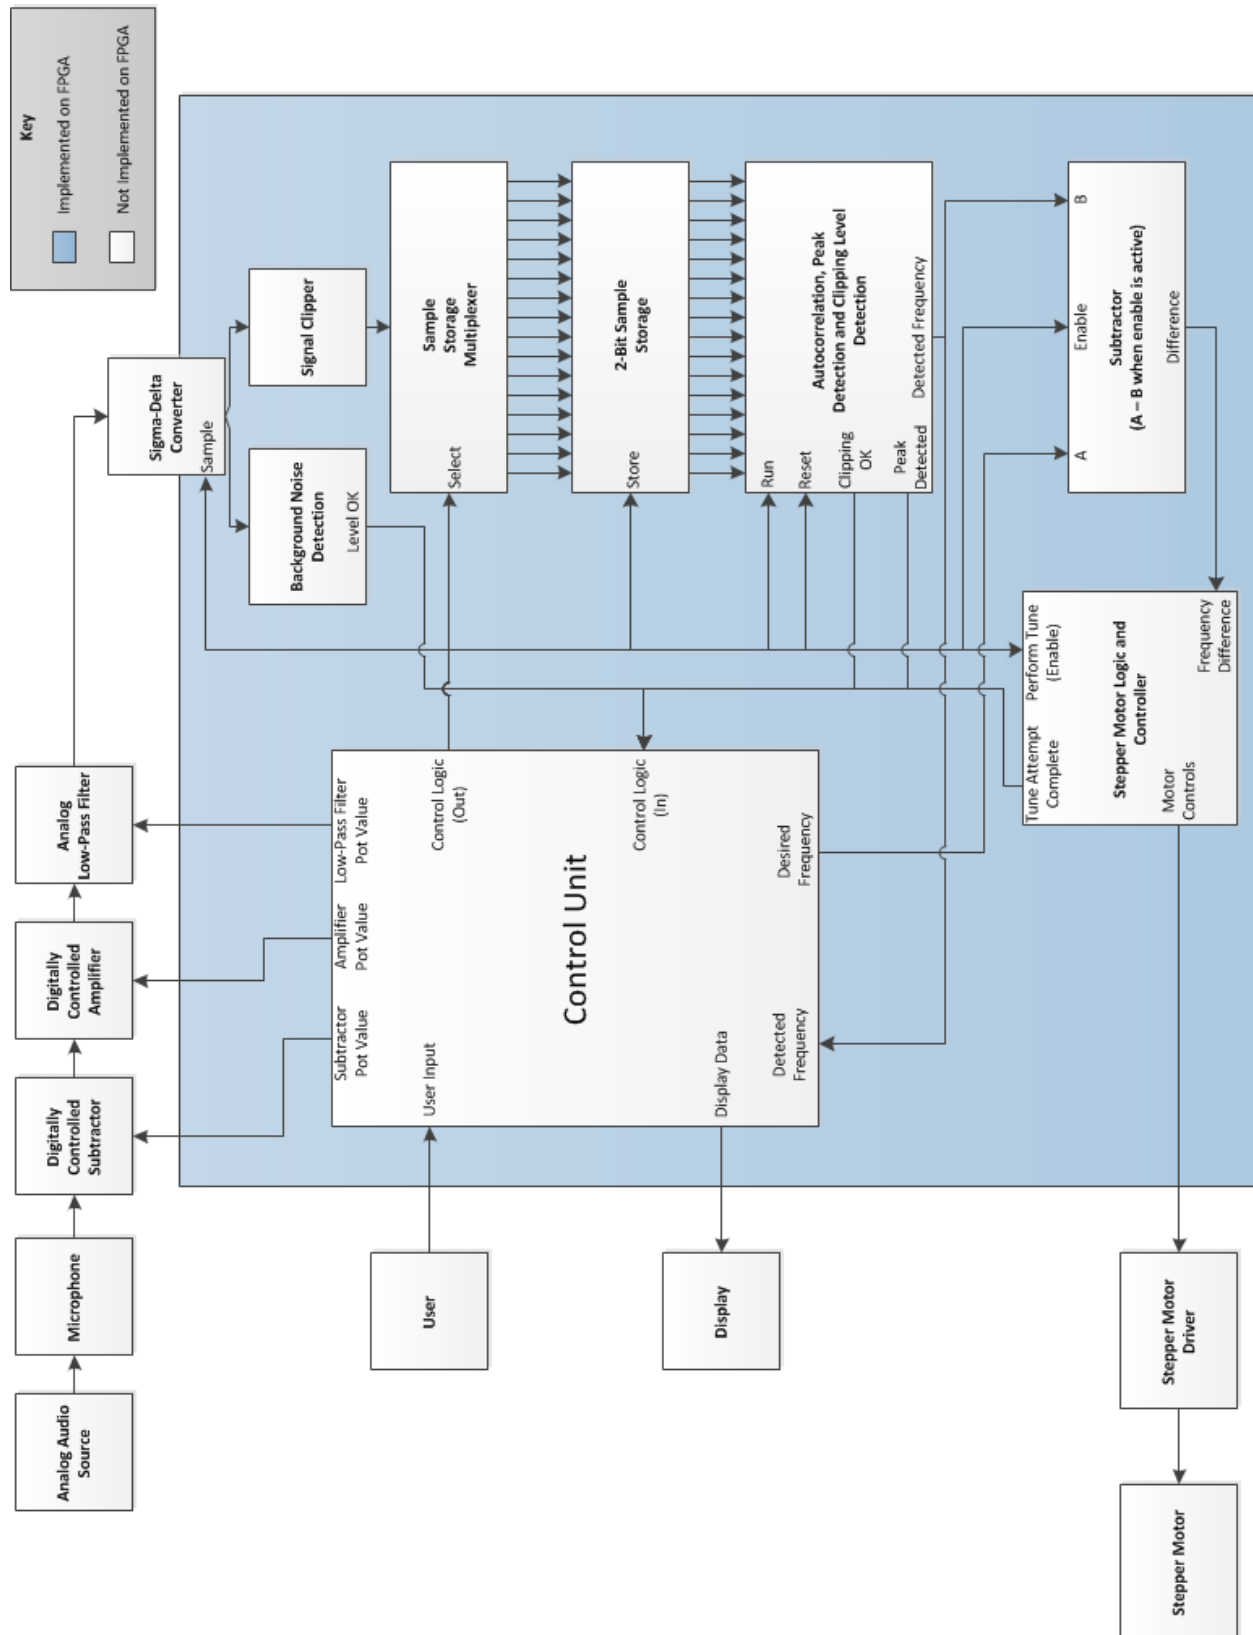 Key
Implemented on FPGA
Not Implemented on FPGA
Analog Audio
Source
Microphone
Digitally
Controlled
Subtractor
Digitally
Controlled
Amplifier
Analog
Low-Pass Filter
Sigma-Delta
Converter
Sample
Background Noise
Detection
Level OK
Signal Clipper
Sample
Storage
Multiplexer
Select
2-Bit Sample
Storage
Store
Autocorrelation, Peak
Detection and Clipping Level
Detection
Run
Reset
Clipping
OK
Peak
Detected
Detected Frequency
User
Display
Control Unit
Subtractor
Pot Value
Amplifier
Pot Value
Low-Pass Filter
Pot Value
User Input
Control Logic
(Out)
Control Logic
(In)
Display Data
Detected
Frequency
Desired
Frequency
A
Enable
B
Subtractor
(A – B when enable is active)
Difference
Tune Attempt
Complete
Perform Tune
(Enable)
Stepper Motor Logic and
Controller
Motor
Controls
Frequency
Difference
Stepper Motor
Driver
Stepper Motor